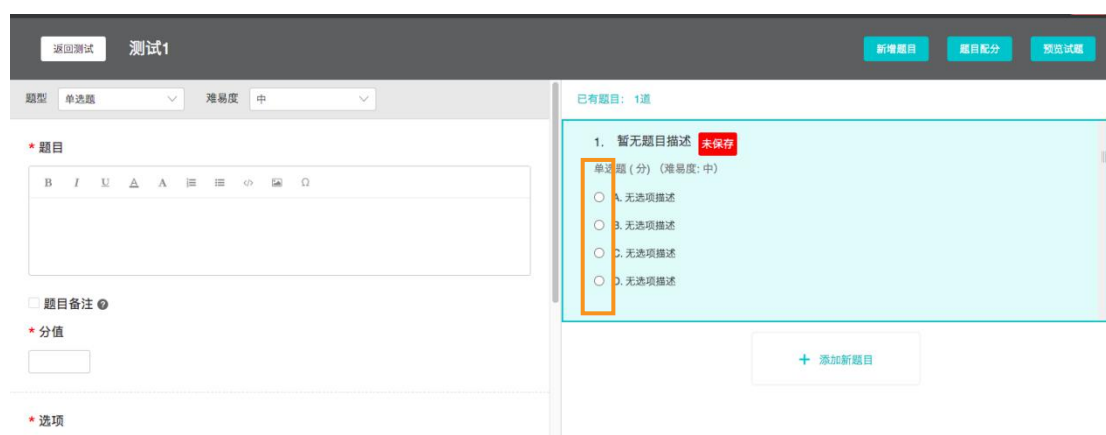 返回测试 测试1 新增题目 题目配分 预览试题
题型 单选题 难易度 中
已有题目: 1道
* 题目
B I U A A Ω
题目备注
* 分值
* 选项
1. 暂无题目描述 未保存
单选题 ( 分) (难易度: 中)
A. 无选项描述
B. 无选项描述
C. 无选项描述
D. 无选项描述
+ 添加新题目